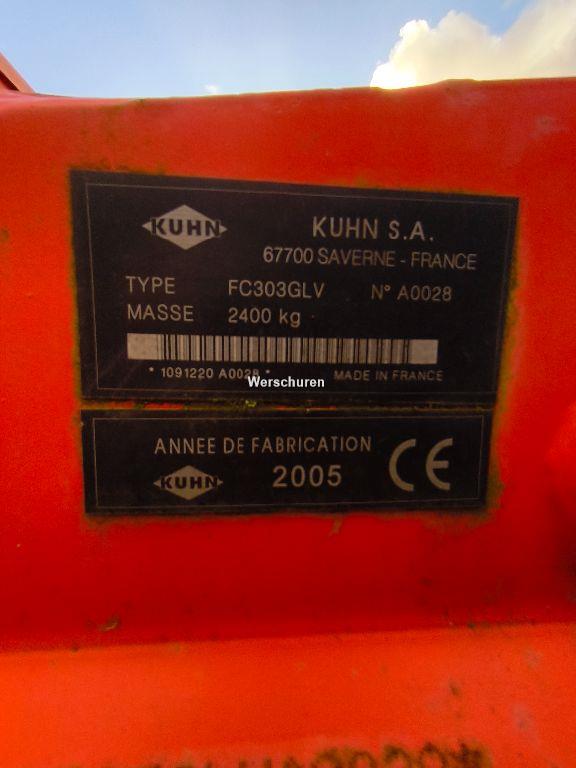 KUHN
KUHN S.A.
67700 SAVERNE - FRANCE
TYPE FC303GLV N° A0028
MASSE 2400 kg
* 1091220 A0028 *
MADE IN FRANCE
Werschuren
ANNEE DE FABRICATION
KUHN 2005 CE